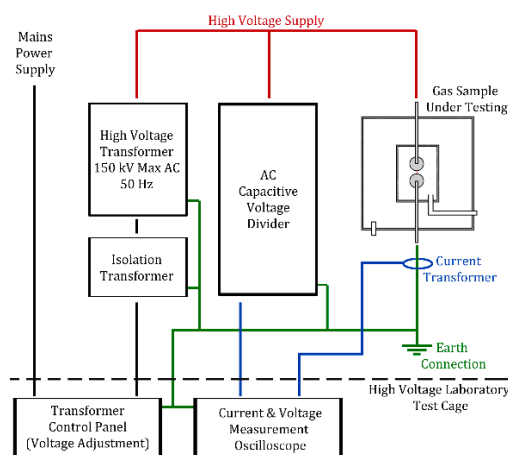 High Voltage Supply
Mains
Power
Supply
Gas Sample
Under Testing
High Voltage
Transformer
150 kV Max AC
50 Hz
AC
Capacitive
Voltage
Divider
Isolation
Transformer
Current
Transformer
Earth
Connection
High Voltage Laboratory
Test Cage
Transformer
Control Panel
(Voltage Adjustment)
Current & Voltage
Measurement
Oscilloscope